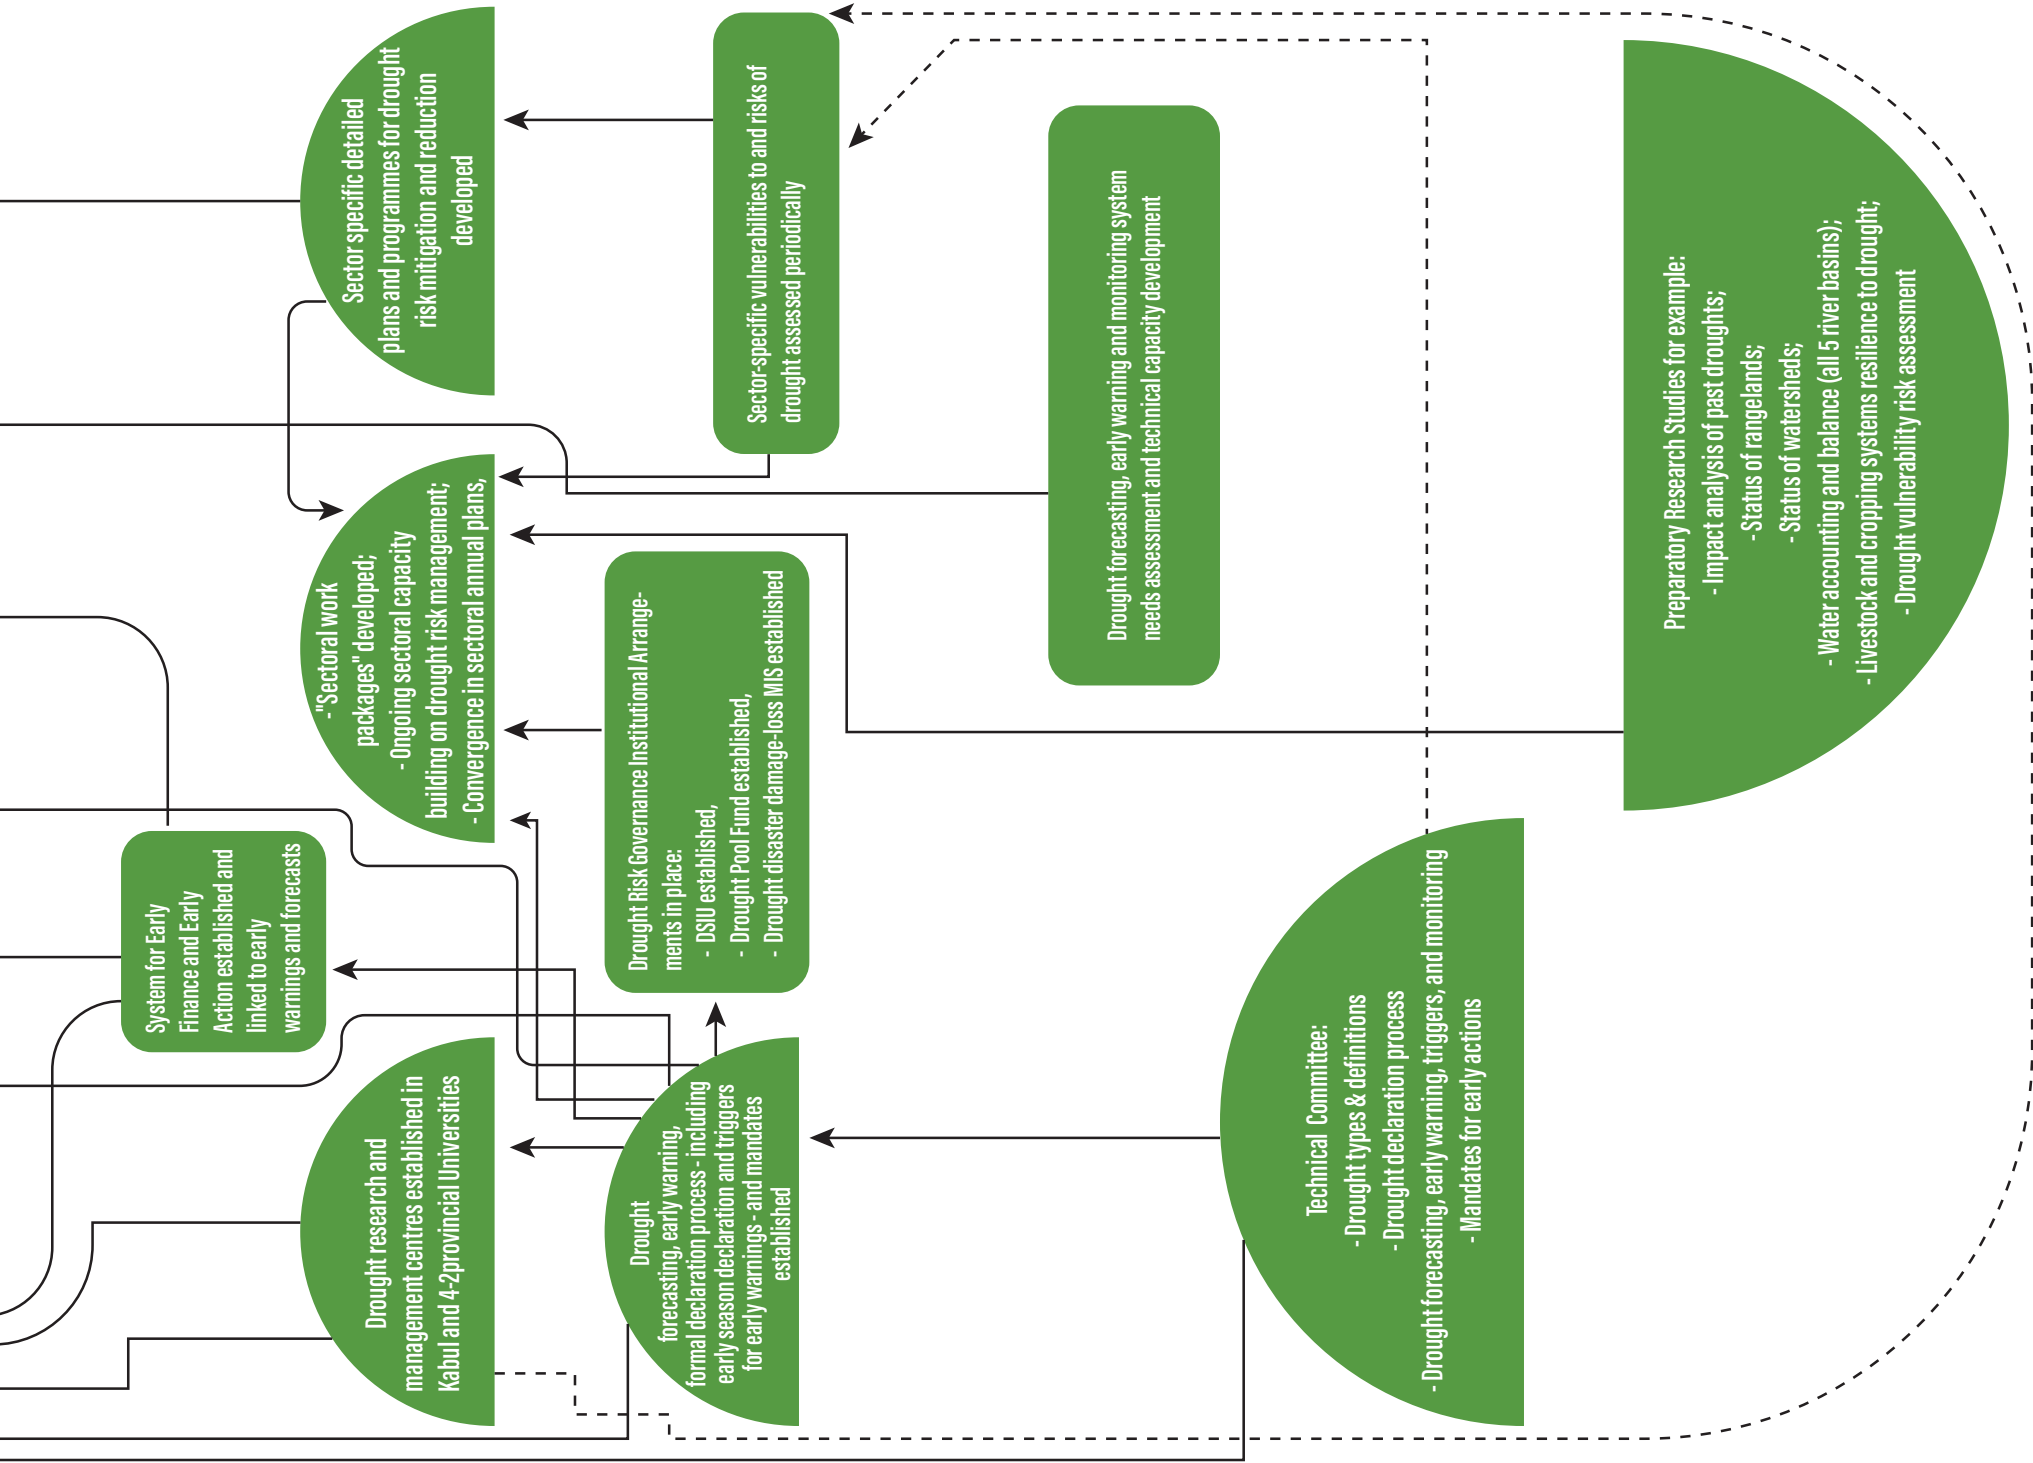 Drought research and
management centres established in
Kabul and 4-2provincial Universities
System for Early
Finance and Early
Action established and
linked to early
warnings and forecasts
- "Sectoral work
packages" developed;
- Ongoing sectoral capacity
building on drought risk management;
- Convergence in sectoral annual plans,
Sector specific detailed
plans and programmes for drought
risk mitigation and reduction
developed
Drought
forecasting, early warning,
formal declaration process - including
early season declaration and triggers
for early warnings - and mandates
established
Drought Risk Governance Institutional Arrange-
ments in place:
- DSIU established,
- Drought Pool Fund established,
- Drought disaster damage-loss MIS established
Sector-specific vulnerabilities to and risks of
drought assessed periodically
Drought forecasting, early warning and monitoring system
needs assessment and technical capacity development
Technical Committee:
- Drought types & definitions
- Drought declaration process
- Drought forecasting, early warning, triggers, and monitoring
- Mandates for early actions
Preparatory Research Studies for example:
- Impact analysis of past droughts;
- Status of rangelands;
- Status of watersheds;
- Water accounting and balance (all 5 river basins);
- Livestock and cropping systems resilience to drought;
- Drought vulnerability risk assessment